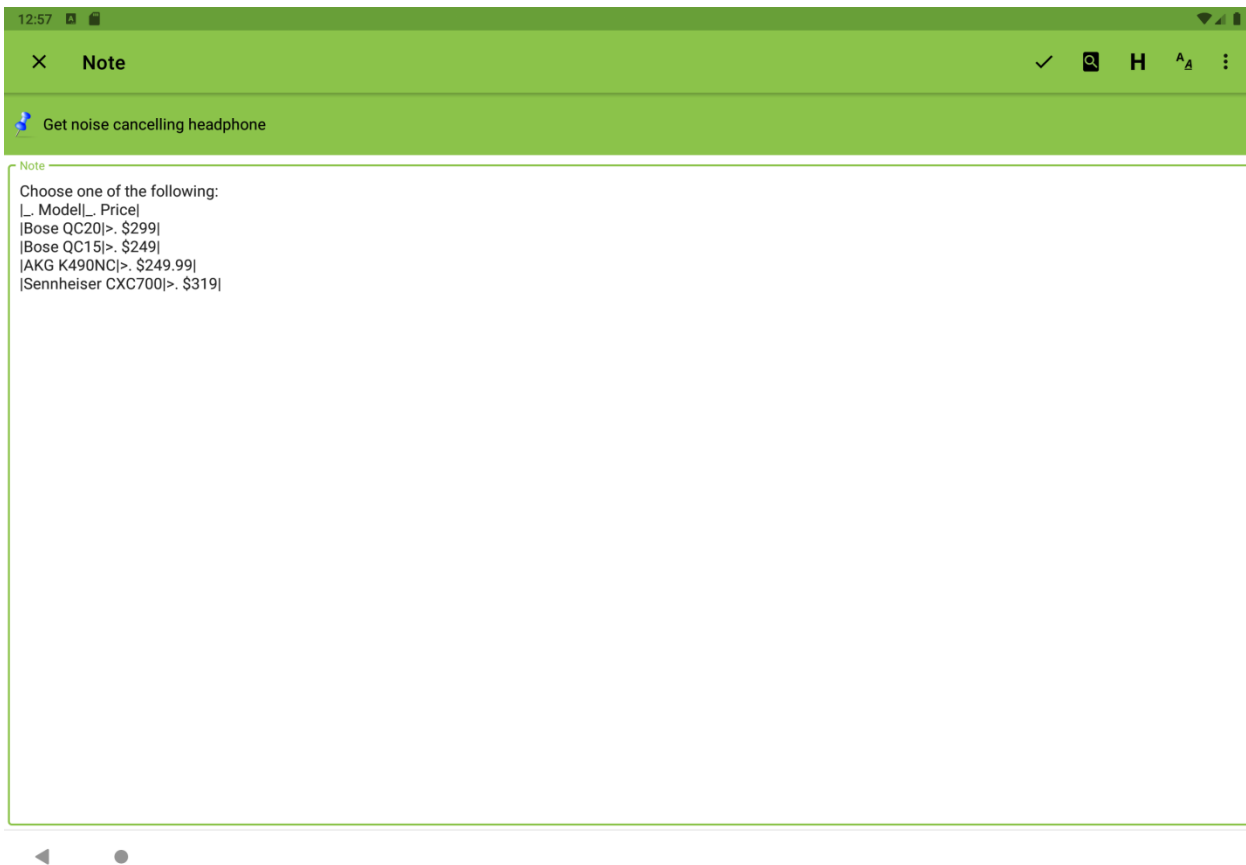 12:57
Note
H
A A
Get noise cancelling headphone
Note
Choose one of the following:
|_. Model|_. Price|
|Bose QC20|>. $299|
|Bose QC15|>. $249|
|AKG K490NC|>. $249.99|
|Sennheiser CXC700|>. $319|